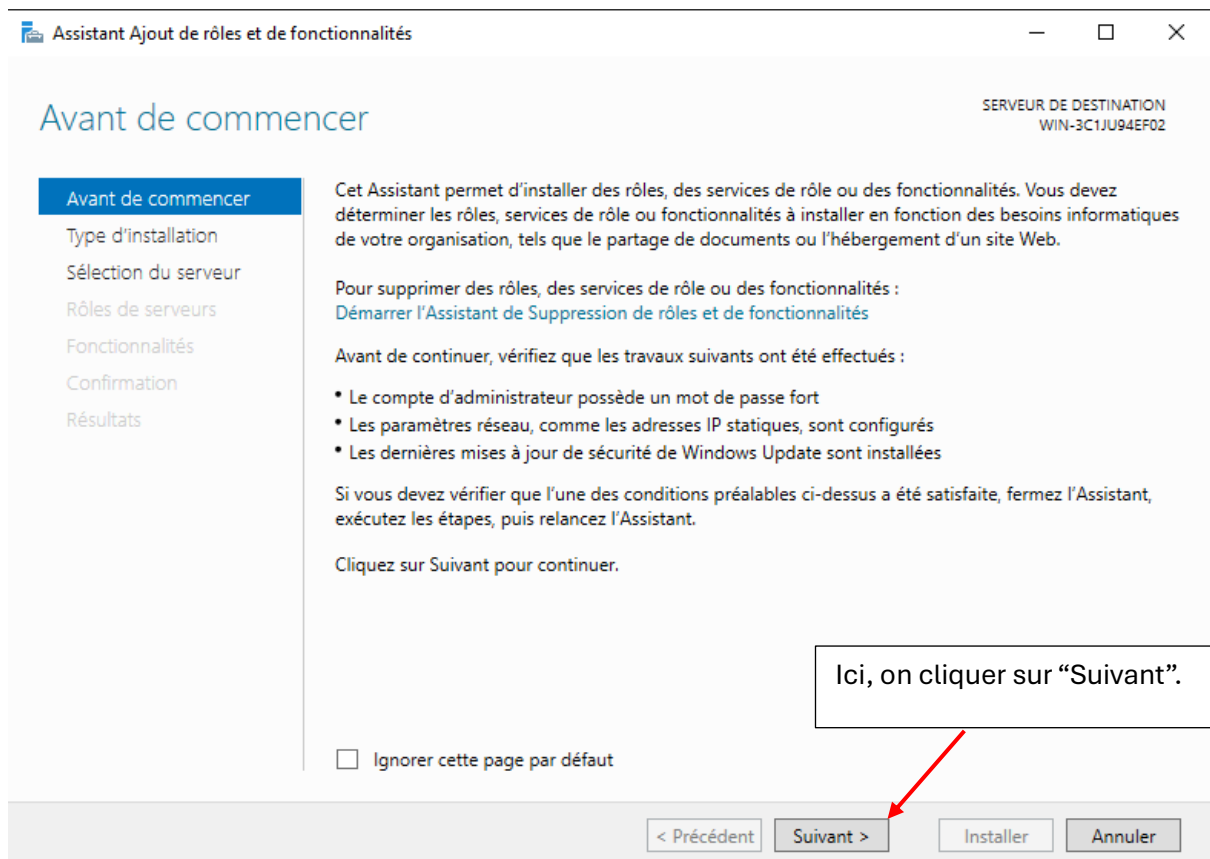 Assistant Ajout de rôles et de fonctionnalités
Avant de commencer
SERVEUR DE DESTINATION
WIN-3C1JU94EF02
Avant de commencer
Type d'installation
Sélection du serveur
Rôles de serveurs
Fonctionnalités
Confirmation
Résultats
Cet Assistant permet d'installer des rôles, des services de rôle ou des fonctionnalités. Vous devez
déterminer les rôles, services de rôle ou fonctionnalités à installer en fonction des besoins informatiques
de votre organisation, tels que le partage de documents ou l'hébergement d'un site Web.
Pour supprimer des rôles, des services de rôle ou des fonctionnalités :
Démarrer l'Assistant de Suppression de rôles et de fonctionnalités
Avant de continuer, vérifiez que les travaux suivants ont été effectués :
• Le compte d'administrateur possède un mot de passe fort
• Les paramètres réseau, comme les adresses IP statiques, sont configurés
• Les dernières mises à jour de sécurité de Windows Update sont installées
Si vous devez vérifier que l'une des conditions préalables ci-dessus a été satisfaite, fermez l'Assistant,
exécutez les étapes, puis relancez l'Assistant.
Cliquez sur Suivant pour continuer.
Ici, on cliquer sur “Suivant”.
Ignorer cette page par défaut
< Précédent
Suivant >
Installer
Annuler